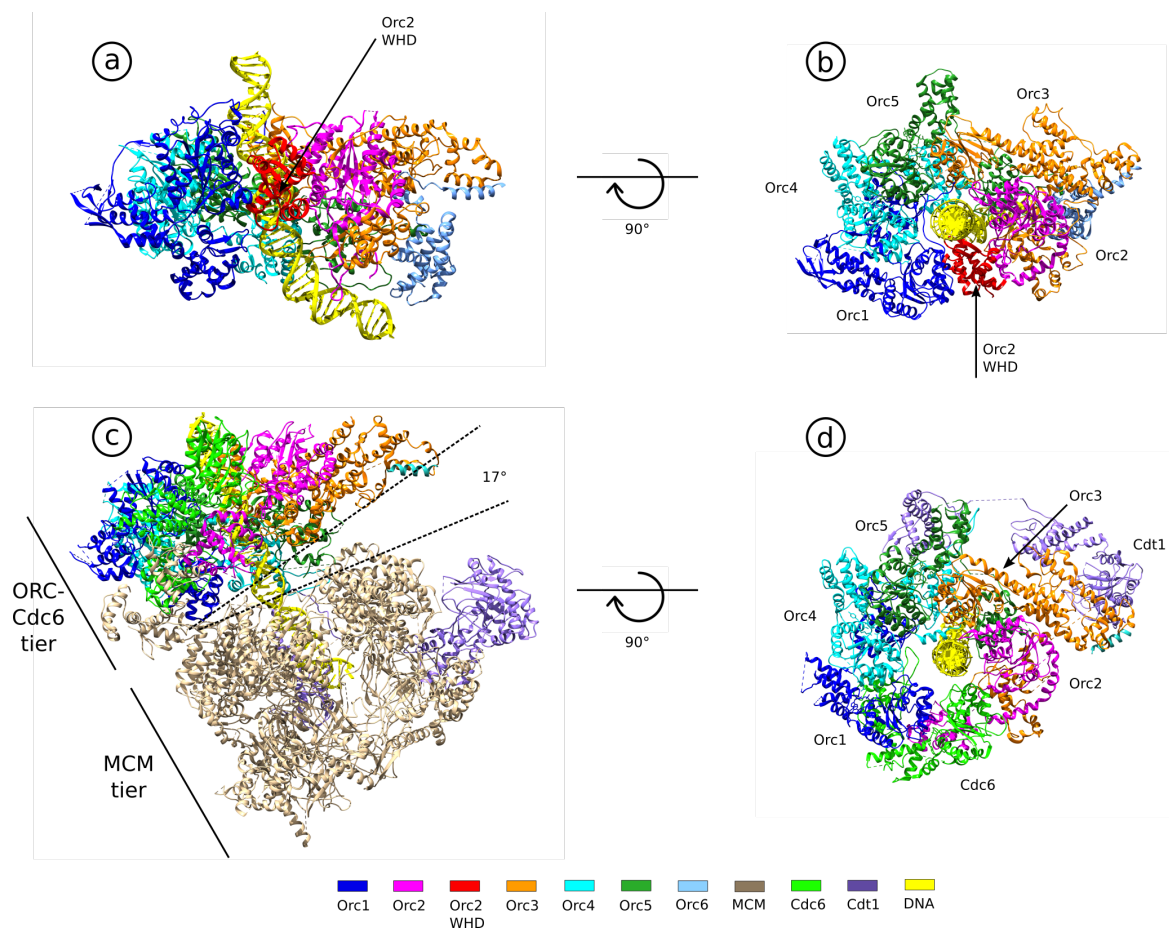 a
Orc2
WHD
90°
b
Orc5
Orc3
Orc4
Orc2
Orc1
Orc2
WHD
c
17°
ORC-
Cdc6
tier
MCM
tier
90°
d
Orc3
Orc5
Cdt1
Orc4
Orc2
Orc1
Cdc6
Orc1
Orc2
Orc2
WHD
Orc3
Orc4
Orc5
Orc6
MCM
Cdc6
Cdt1
DNA